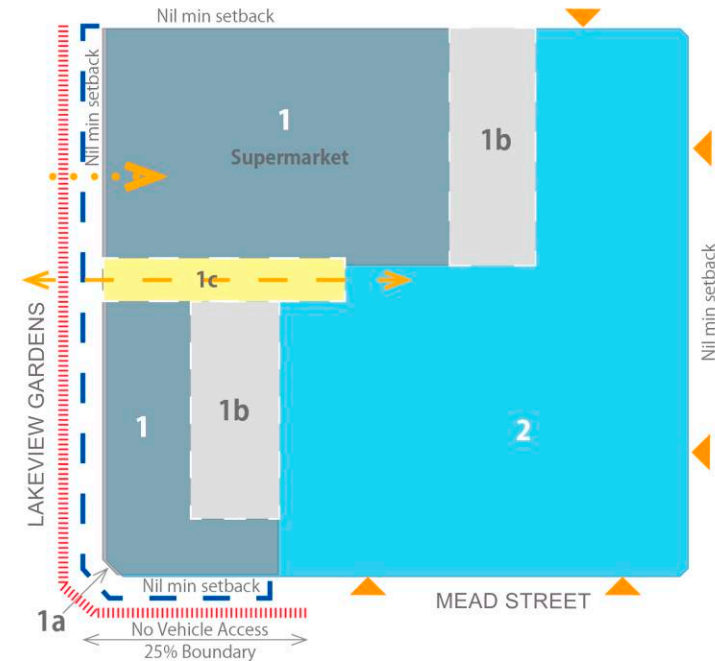 Nil min setback
Nil min setback
1
Supermarket
1b
1c
LAKEVIEW GARDENS
Nil min setback
1
1b
2
Nil min setback
1a
MEAD STREET
No Vehicle Access
25% Boundary